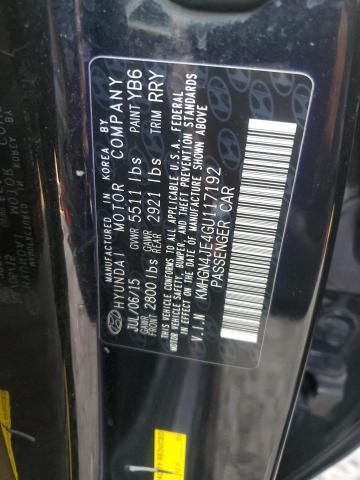 MANUFACTURED IN KOREA BY
HYUNDAI MOTOR COMPANY
JUL/06/15 GVWR 5511 lbs PAINT YB6
GAWR FRONT 2800 lbs GAWR REAR 2921 lbs TRIM RRY
THIS VEHICLE CONFORMS TO ALL APPLICABLE U.S.A. FEDERAL
MOTOR VEHICLE SAFETY, BUMPER, AND THEFT PREVENTION STANDARDS
IN EFFECT ON THE DATE OF MANUFACTURE SHOWN ABOVE
V.I.N KMHGN4JE4GU147192
PASSENGER CAR
REDUCED